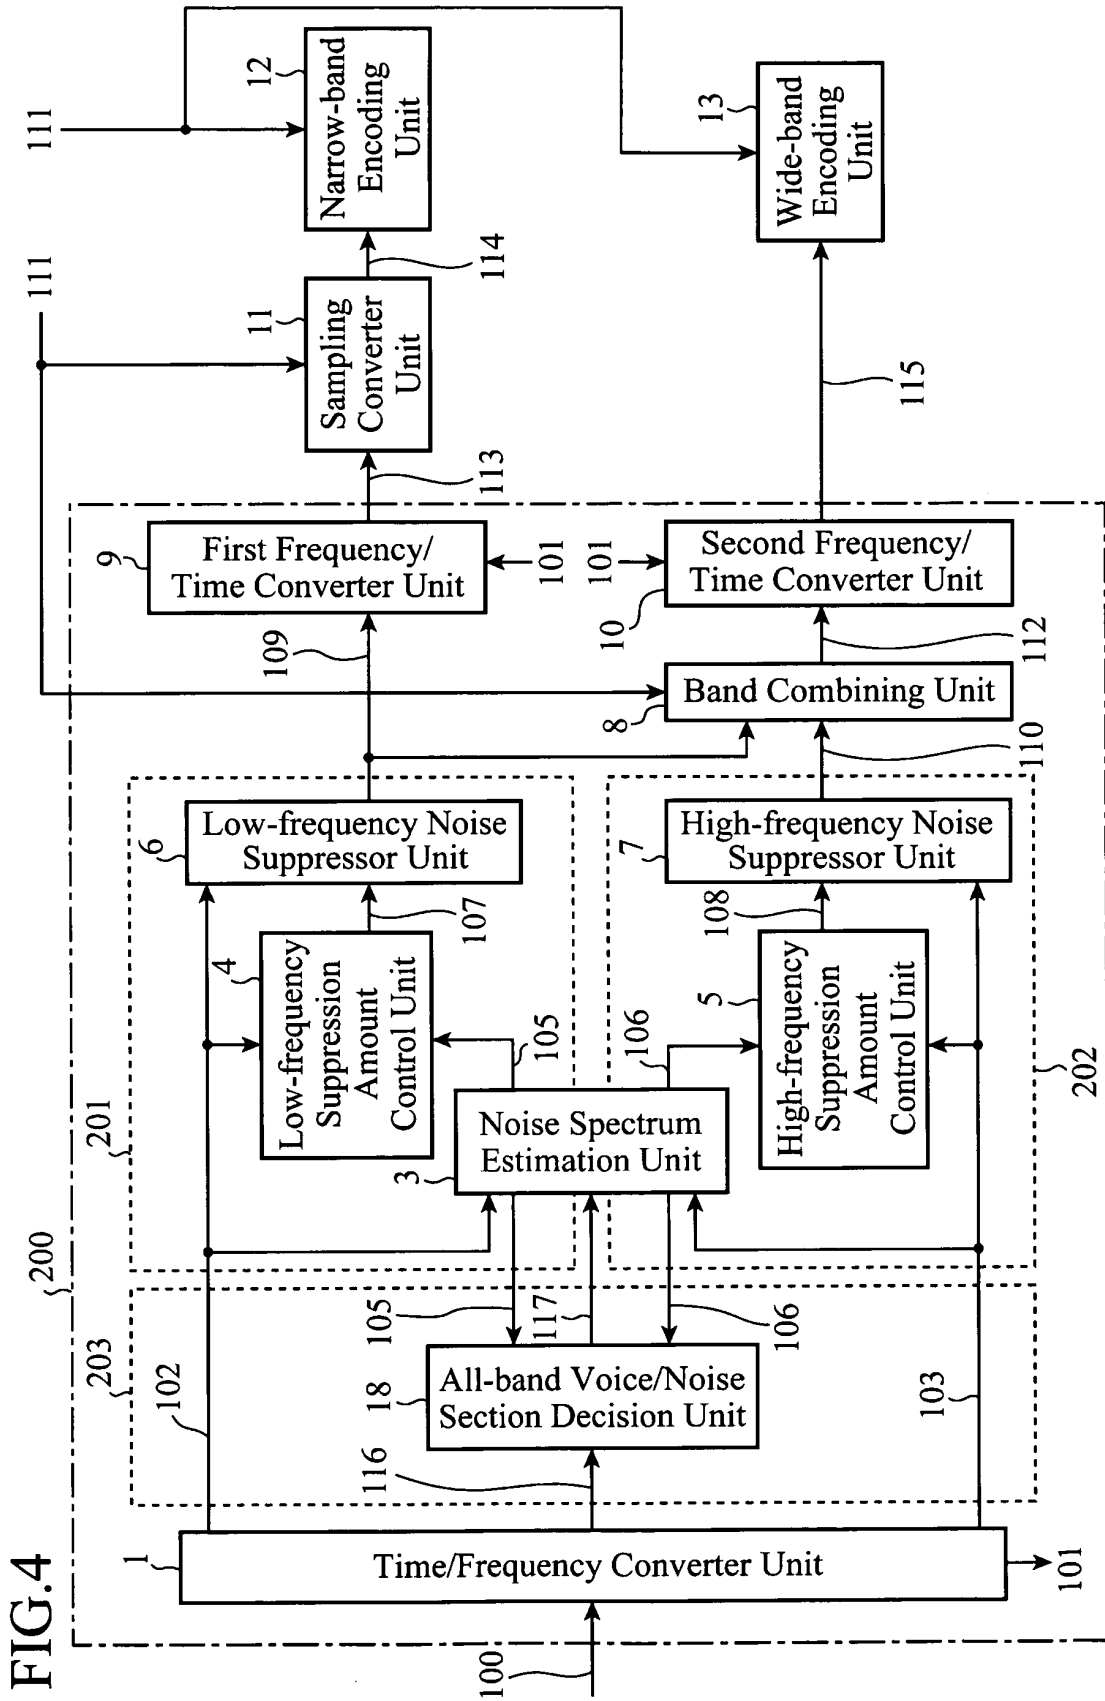 FIG.4
100
1
Time/Frequency Converter Unit
101
200
203
102
116
103
18
All-band Voice/Noise
Section Decision Unit
105
117
106
201
3
Noise Spectrum
Estimation Unit
105
106
202
4
Low-frequency
Suppression
Amount
Control Unit
107
5
High-frequency
Suppression
Amount
Control Unit
108
6
Low-frequency Noise
Suppressor Unit
7
High-frequency Noise
Suppressor Unit
109
110
8
Band Combining Unit
112
9
First Frequency/
Time Converter Unit
101
101
10
Second Frequency/
Time Converter Unit
113
115
111
11
Sampling
Converter
Unit
114
111
12
Narrow-band
Encoding
Unit
13
Wide-band
Encoding
Unit